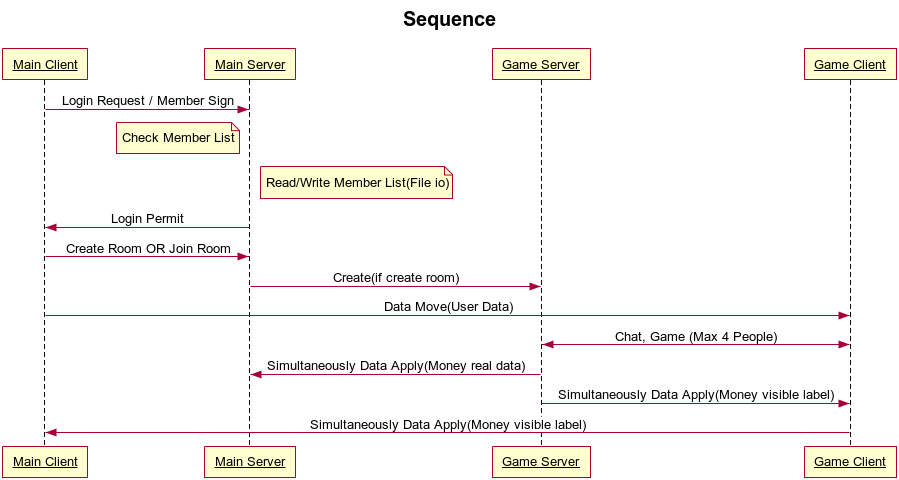 Sequence
Main Client
Main Server
Game Server
Game Client
Login Request / Member Sign
Check Member List
Read/Write Member List(File io)
Login Permit
Create Room OR Join Room
Create(if create room)
Data Move(User Data)
Chat, Game (Max 4 People)
Simultaneously Data Apply(Money real data)
Simultaneously Data Apply(Money visible label)
Simultaneously Data Apply(Money visible label)
Main Client
Main Server
Game Server
Game Client